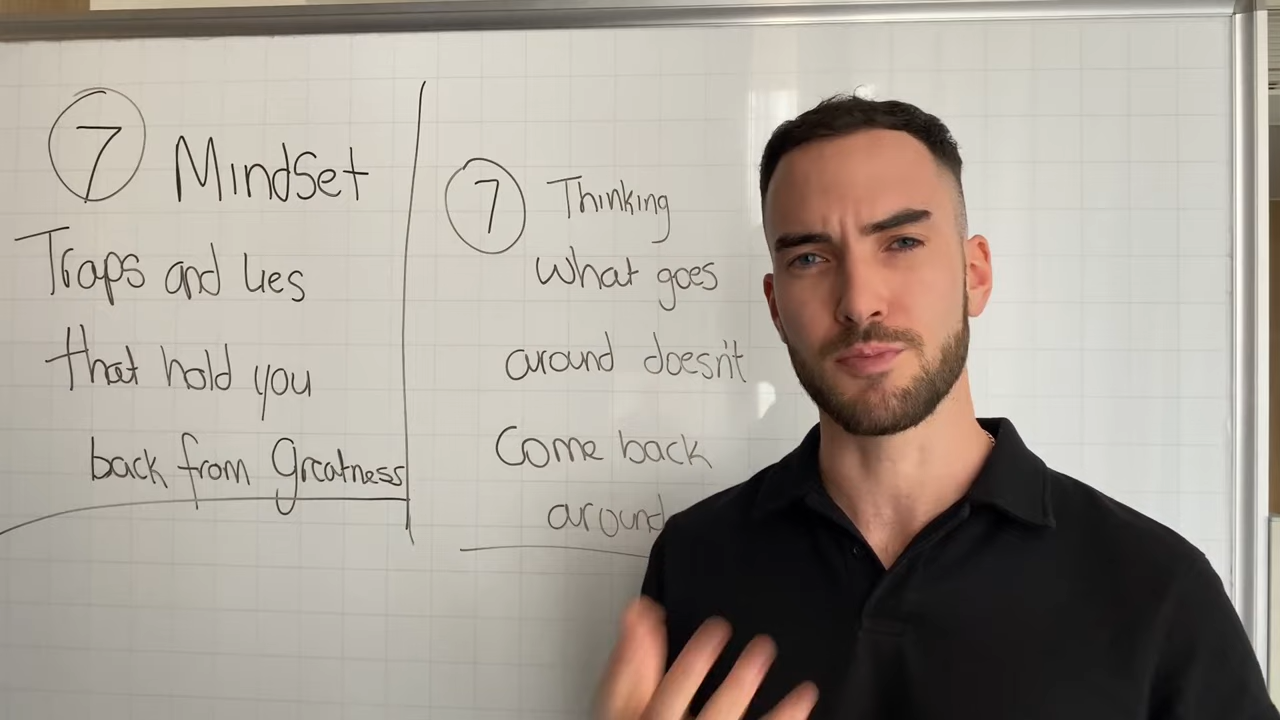 7 MindSet
Traps and lies
that hold you
back from Greatness
7 Thinking
What goes
around doesn't
Come back
around